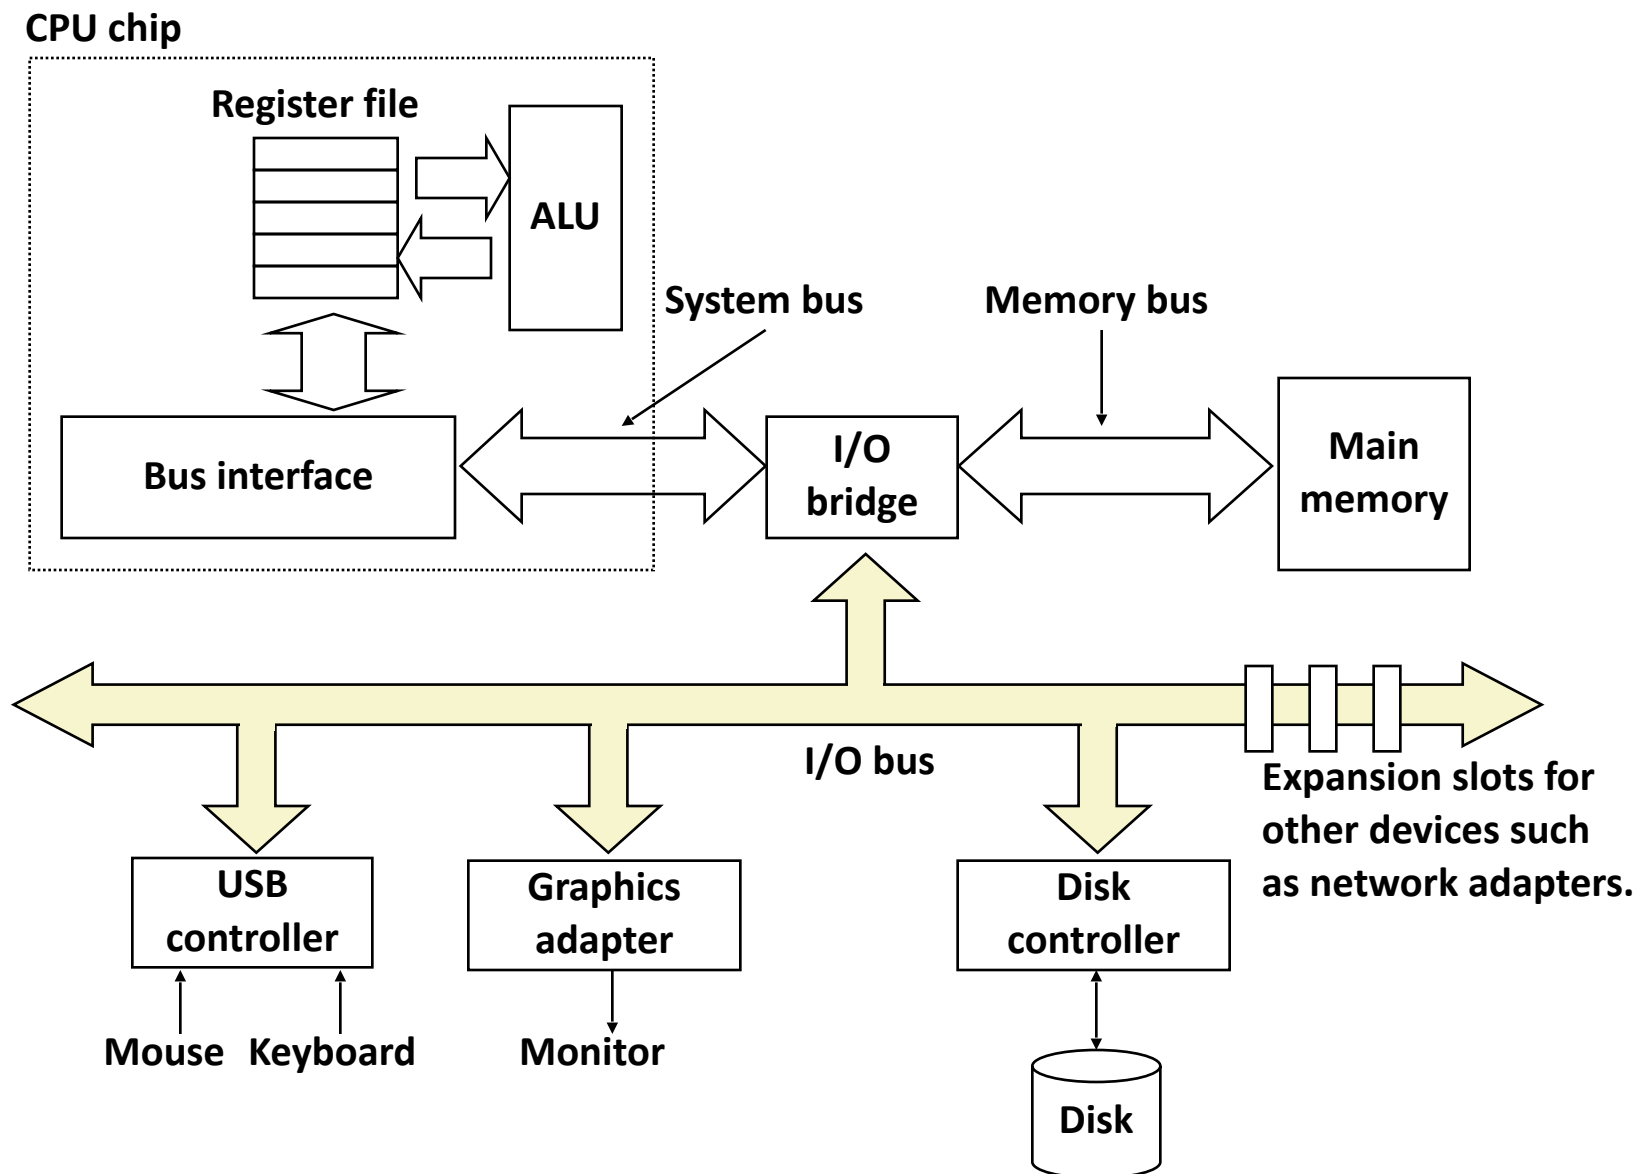 CPU chip
Register file
ALU
System bus
Memory bus
Bus interface
I/O
bridge
Main
memory
I/O bus
Expansion slots for
other devices such
as network adapters.
USB
controller
Graphics
adapter
Disk
controller
Mouse
Keyboard
Monitor
Disk